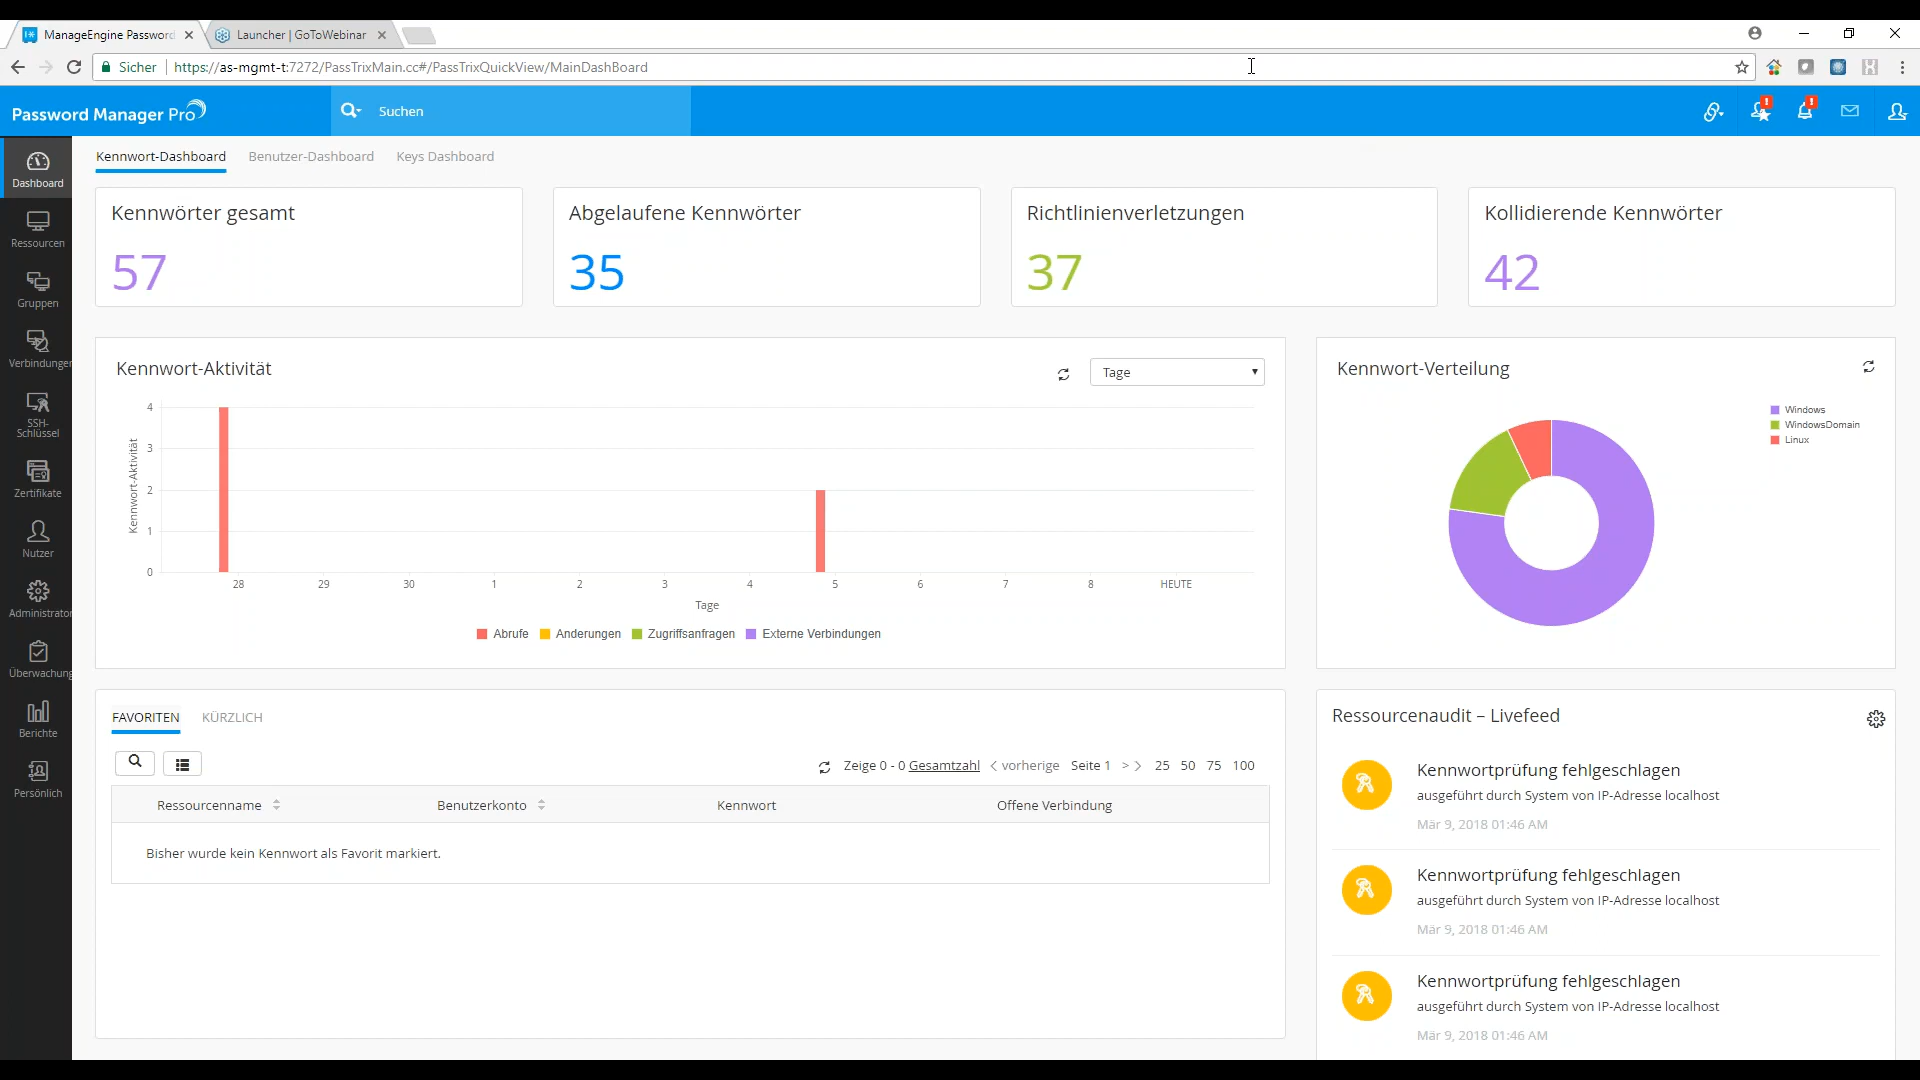 ManageEngine Password
Launcher | GoToWebinar
Sicher
https://as-mgmt-t:7272/PassTrixMain.cc#/PassTrixQuickView/MainDashBoard
Password Manager Pro
Suchen
Dashboard
Ressourcen
Gruppen
Verbindungen
SSH-
Schlüssel
Zertifikate
Nutzer
Administrator
Überwachung
Berichte
Persönlich
Kennwort-Dashboard
Benutzer-Dashboard
Keys Dashboard
Kennwörter gesamt
57
Abgelaufene Kennwörter
35
Richtlinienverletzungen
37
Kollidierende Kennwörter
42
Kennwort-Aktivität
Tage
Kennwort-Aktivität
4
3
2
1
0
28 29 30 1 2 3 4 5 6 7 8 HEUTE
Tage
Abrufe Anderungen Zugriffsanfragen Externe Verbindungen
Kennwort-Verteilung
Windows
WindowsDomain
Linux
FAVORITEN
KÜRZLICH
Zeige 0 - 0 Gesamtzahl < vorherige Seite 1 > > 25 50 75 100
Ressourcenname Benutzerkonto Kennwort Offene Verbindung
Bisher wurde kein Kennwort als Favorit markiert.
Ressourcenaudit – Livefeed
Kennwortprüfung fehlgeschlagen
ausgeführt durch System von IP-Adresse localhost
Mär 9, 2018 01:46 AM
Kennwortprüfung fehlgeschlagen
ausgeführt durch System von IP-Adresse localhost
Mär 9, 2018 01:46 AM
Kennwortprüfung fehlgeschlagen
ausgeführt durch System von IP-Adresse localhost
Mär 9, 2018 01:46 AM